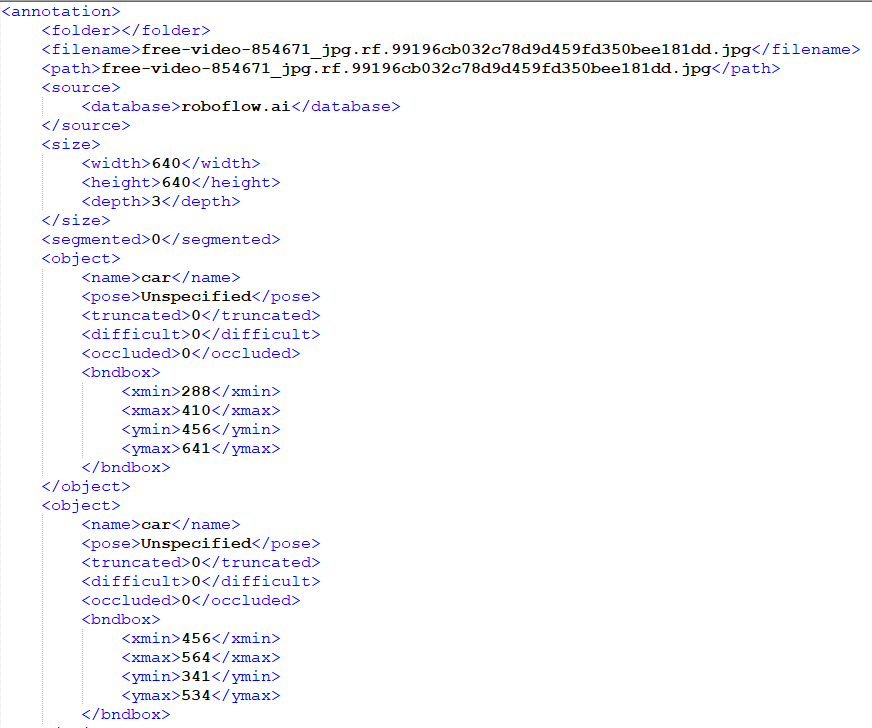 <annotation>
<folder></folder>
<filename>free-video-854671_jpg.rf.99196cb032c78d9d459fd350bee181dd.jpg</filename>
<path>free-video-854671_jpg.rf.99196cb032c78d9d459fd350bee181dd.jpg</path>
<source>
<database>roboflow.ai</database>
</source>
<size>
<width>640</width>
<height>640</height>
<depth>3</depth>
</size>
<segmented>0</segmented>
<object>
<name>car</name>
<pose>Unspecified</pose>
<truncated>0</truncated>
<difficult>0</difficult>
<occluded>0</occluded>
<bndbox>
<xmin>288</xmin>
<xmax>410</xmax>
<ymin>456</ymin>
<ymax>641</ymax>
</bndbox>
</object>
<object>
<name>car</name>
<pose>Unspecified</pose>
<truncated>0</truncated>
<difficult>0</difficult>
<occluded>0</occluded>
<bndbox>
<xmin>456</xmin>
<xmax>564</xmax>
<ymin>341</ymin>
<ymax>534</ymax>
</bndbox>